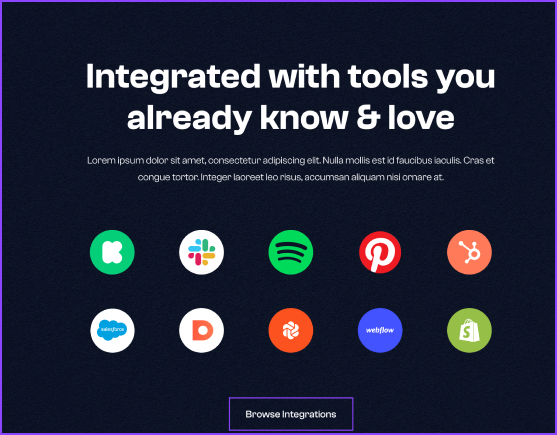 Integrated with tools you
already know & love
Lorem ipsum dolor sit amet, consectetur adipiscing elit. Nulla mollis est id faucibus iaculis. Cras et
congue tortor. Integer laoreet leo risus, accumsan aliquam nisi ornare at.
salesforce
webflow
Browse Integrations